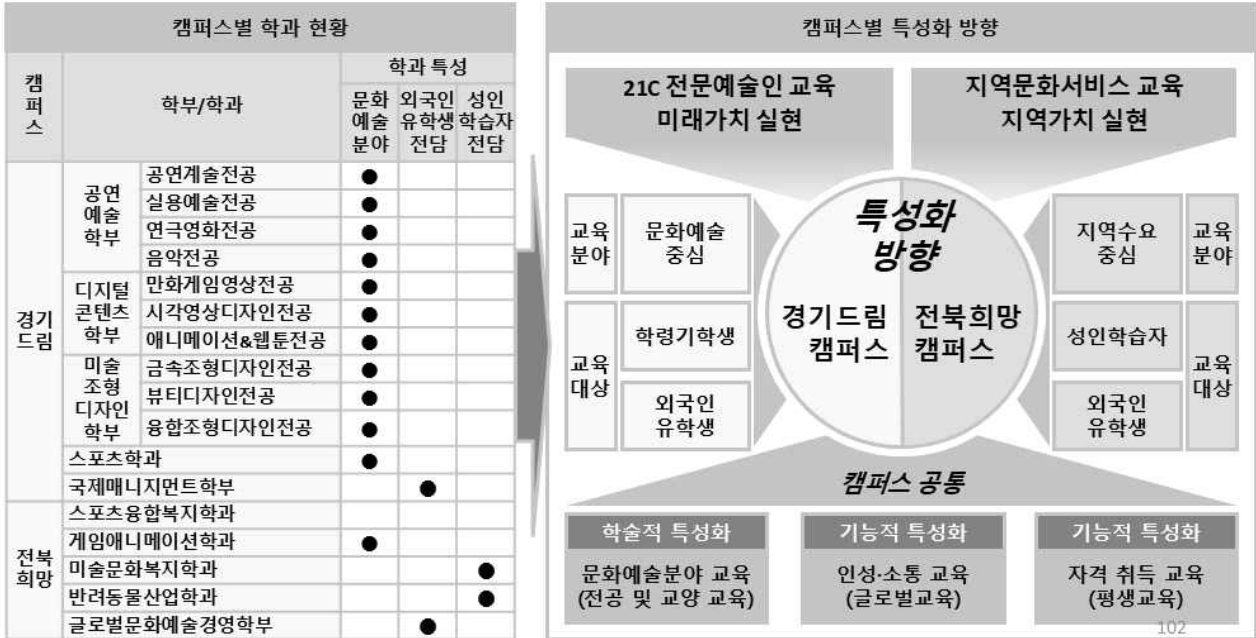 캠퍼스별 학과 현황
캠
퍼
스
학부/학과
학과 특성
문화
예술
분야
외국인
유학생
전담
성인
학습자
전담
경기
드림
공연
예술
학부
공연계술전공 ●
실용예술전공 ●
연극영화전공 ●
음악전공 ●
디지털
콘텐츠
학부
만화게임영상전공 ●
시각영상디자인전공 ●
애니메이션&웹툰전공 ●
미술
조형
디자인
학부
금속조형디자인전공 ●
뷰티디자인전공 ●
융합조형디자인전공 ●
스포츠학과 ●
국제매니지먼트학부 ●
전북
희망
스포츠융합복지학과
게임애니메이션학과 ●
미술문화복지학과 ●
반려동물산업학과 ●
글로벌문화예술경영학부 ●
캠퍼스별 특성화 방향
21C 전문예술인 교육
미래가치 실현
지역문화서비스 교육
지역가치 실현
교육
분야
문화예술
중심
교육
대상
학령기학생
외국인
유학생
특성화
방향
경기드림
캠퍼스
전북희망
캠퍼스
지역수요
중심
교육
분야
성인학습자
외국인
유학생
교육
대상
캠퍼스 공통
학술적 특성화
문화예술분야 교육
(전공 및 교양 교육)
기능적 특성화
인성·소통 교육
(글로벌교육)
기능적 특성화
자격 취득 교육
(평생교육)
102